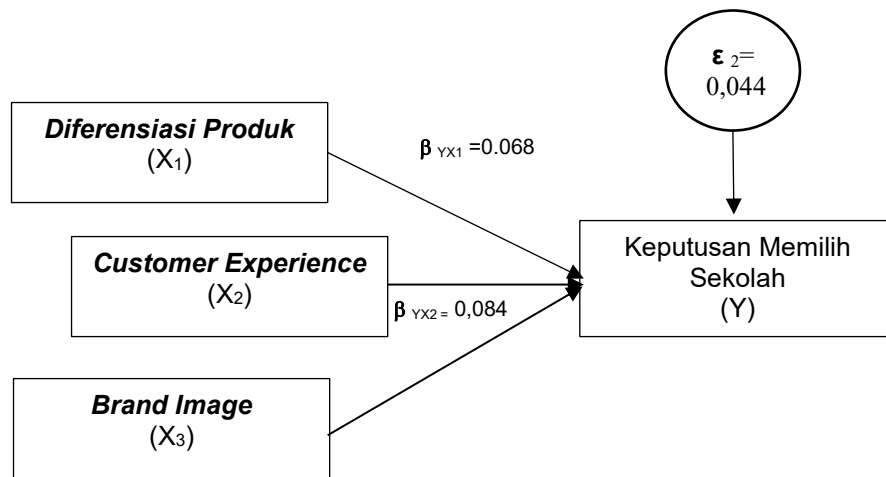 ε 2=
0,044
Diferensiasi Produk
(X1)
β YX1 =0.068
Customer Experience
(X2)
β YX2 = 0,084
Keputusan Memilih
Sekolah
(Y)
Brand Image
(X3)